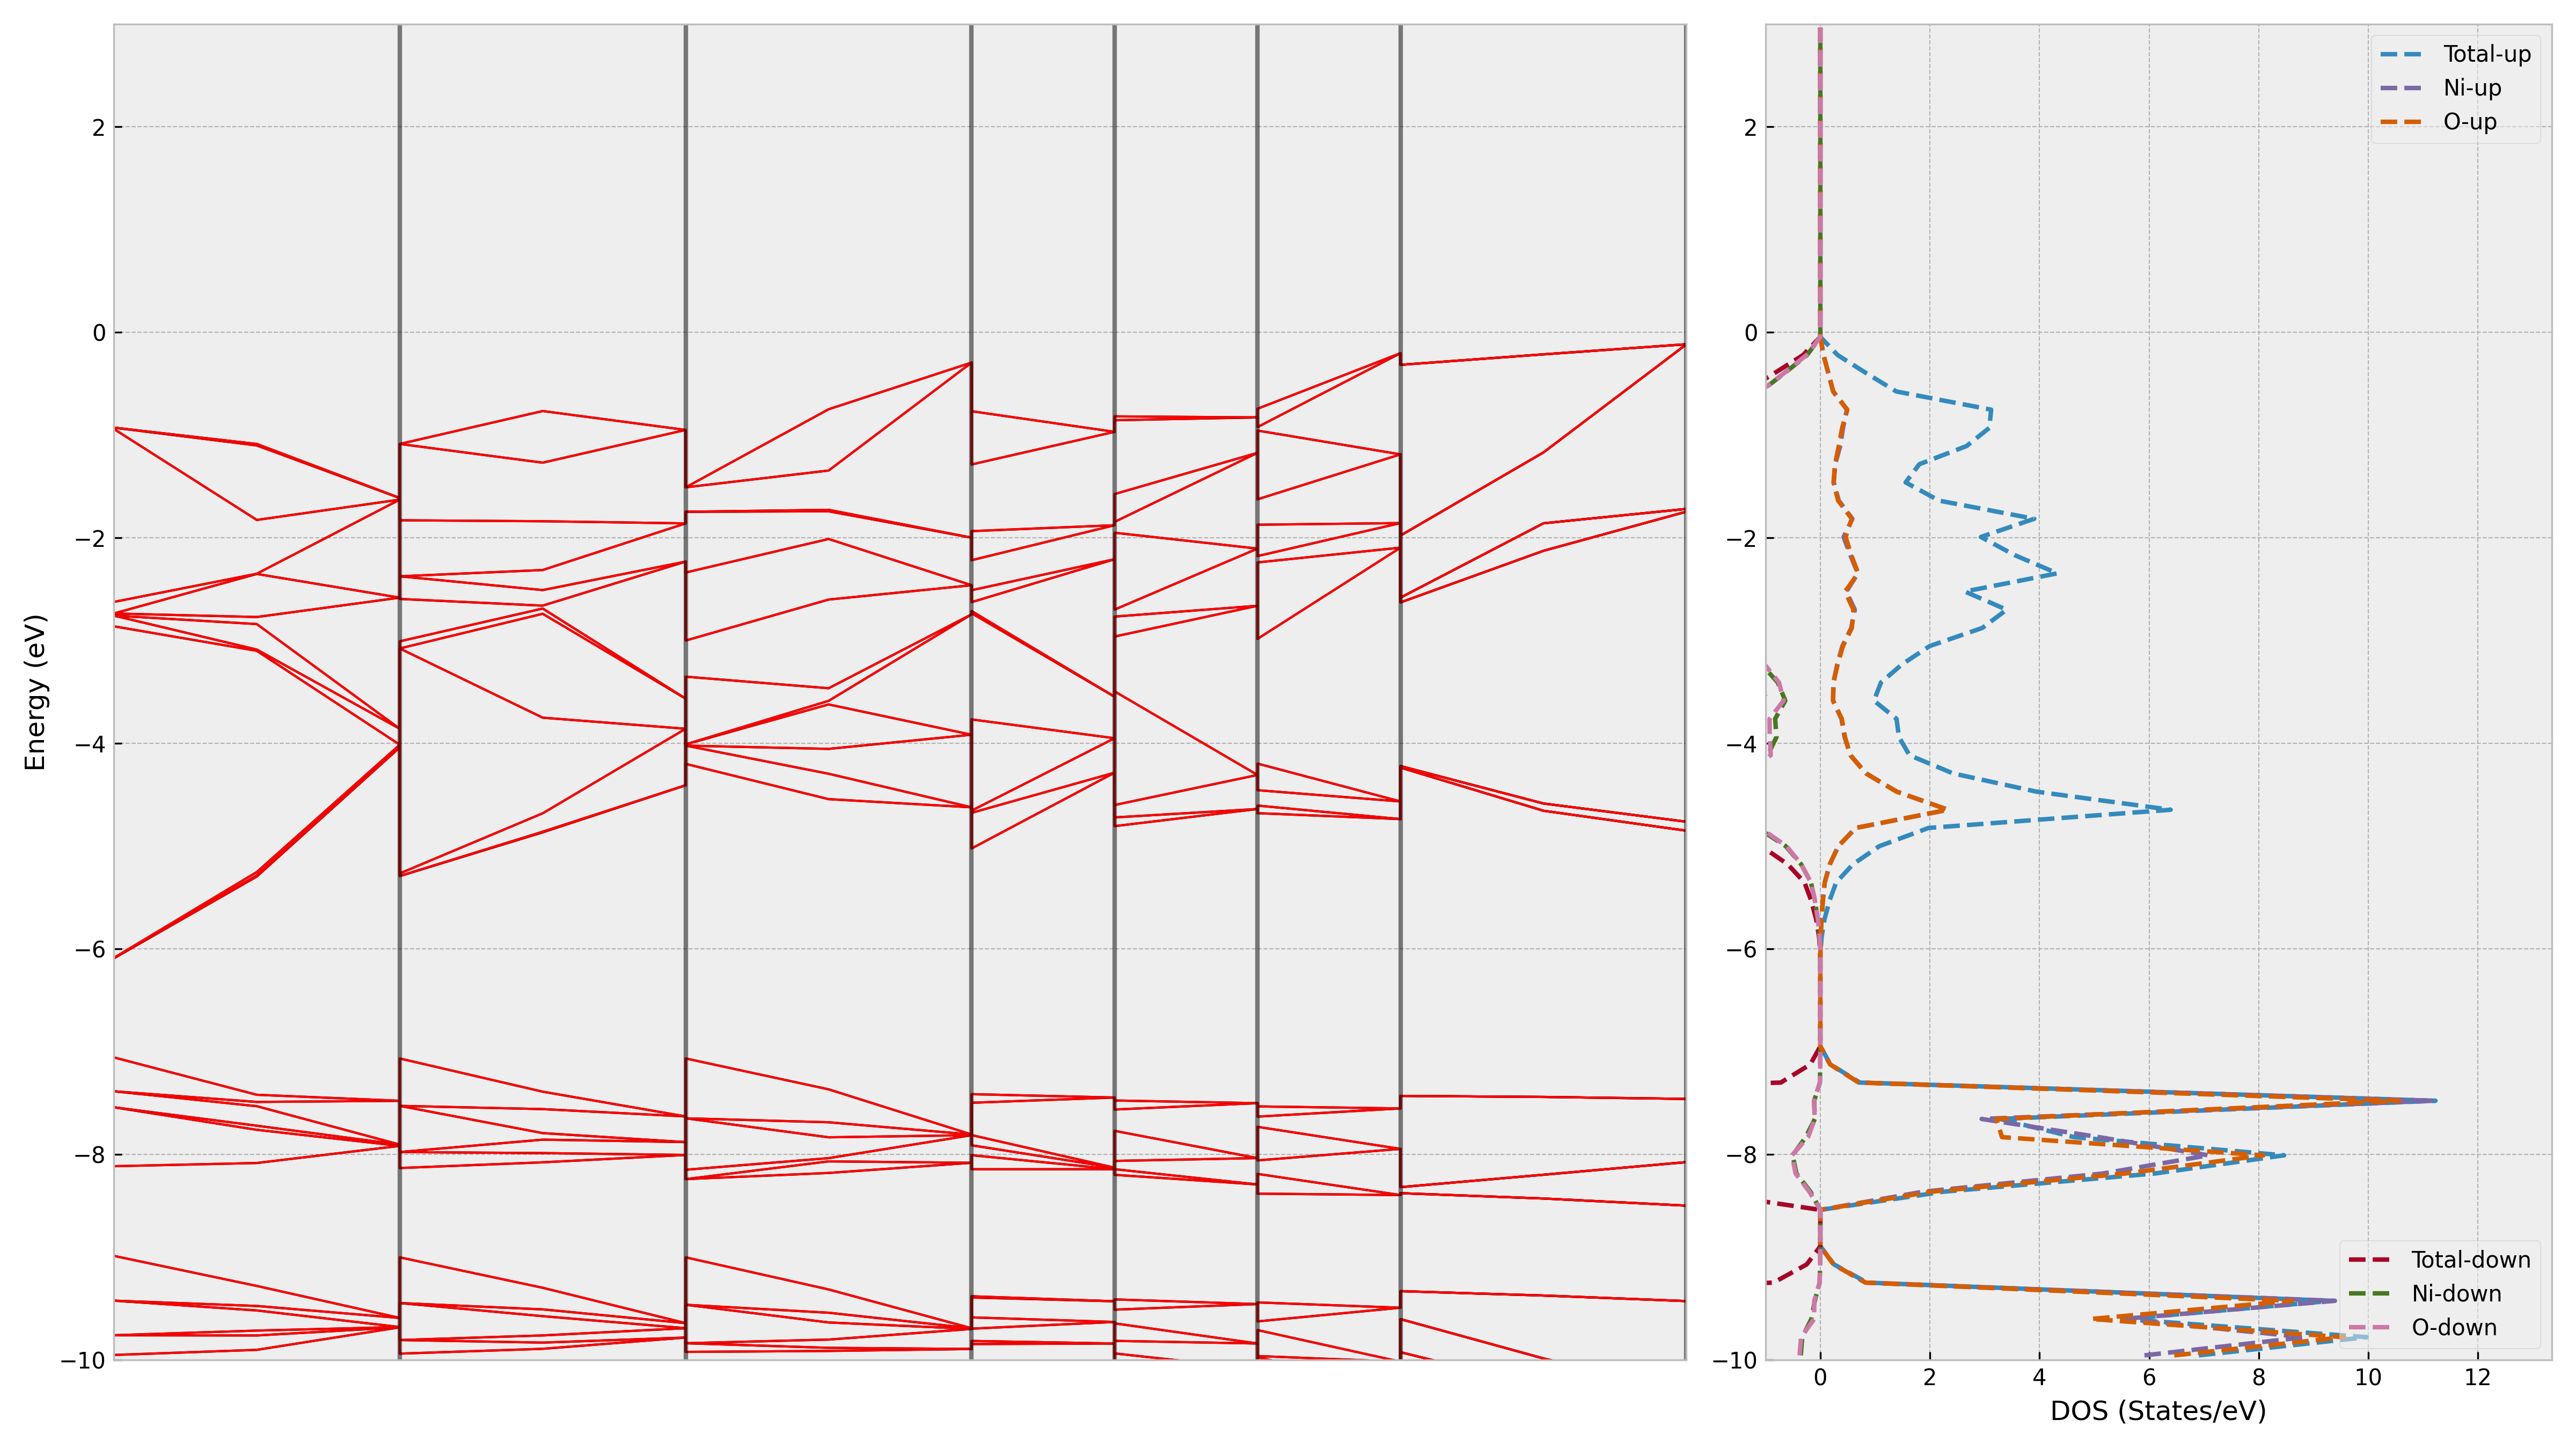 Energy (eV)
2
0
−2
−4
−6
−8
−10
2
0
−2
−4
−6
−8
−10
Total-up
Ni-up
O-up
Total-down
Ni-down
O-down
0 2 4 6 8 10 12
DOS (States/eV)